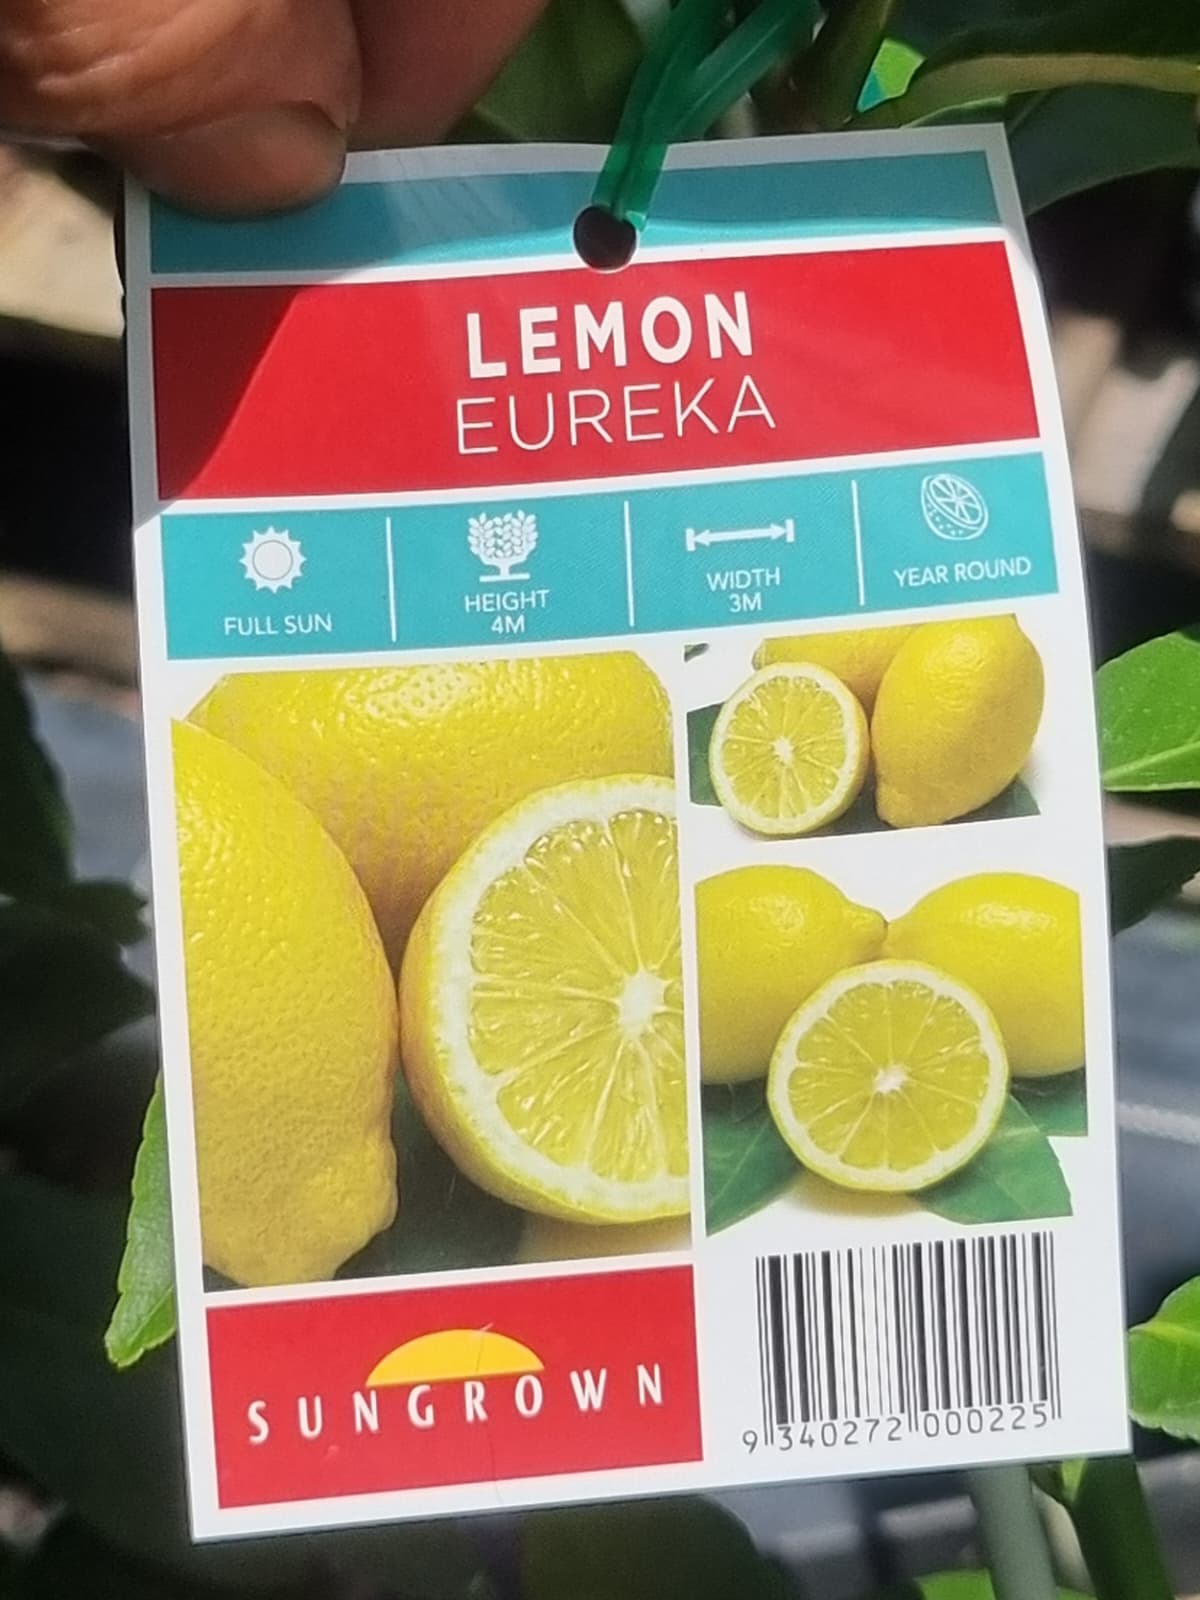 LEMON
EUREKA
FULL SUN
HEIGHT
4M
WIDTH
3M
YEAR ROUND
SUNGROWN
9 340272 000225